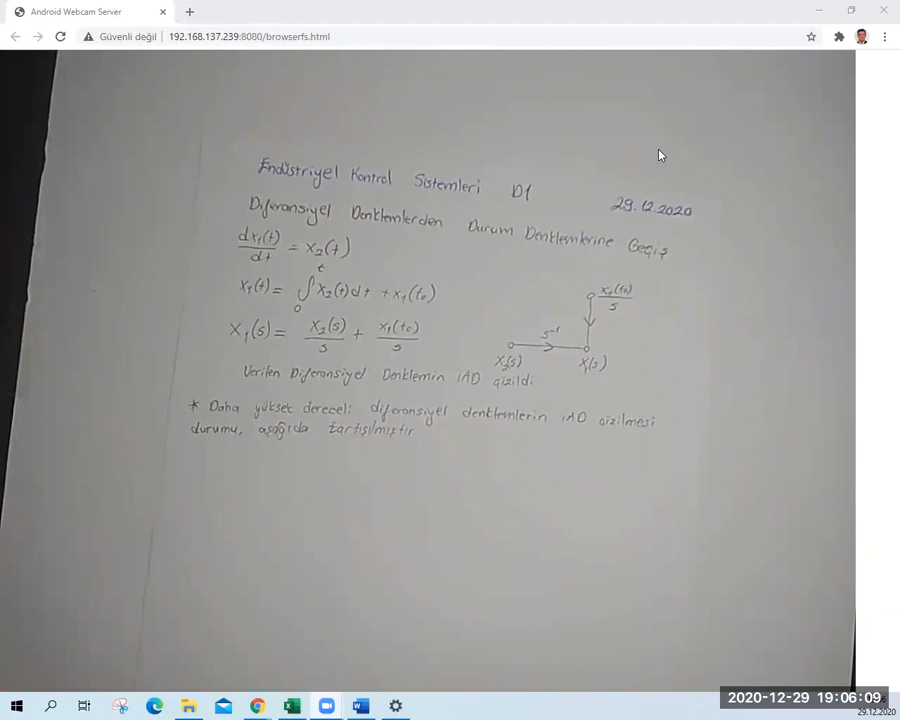 Android Webcam Server
Güvenli değil
192.168.137.239:8080/browserfs.html
Endüstriyel Kontrol Sistemleri D1
29.12.2020
Diferansiyel Denklemlerden Durum Denklemlerine Geçiş
dx₁(t)/dt = x₂(t)
x₁(t) = ∫₀ᵗ x₂(t)dt + x₁(t₀)
X₁(s) = X₂(s)/s + x₁(t₀)/s
x₁(t₀)/s
s⁻¹
X₂(s)
X₁(s)
Verilen Diferansiyel Denklemin İAD çizildi.
* Daha yüksek dereceli diferansiyel denklemlerin İAD çizilmesi
durumu, aşağıda tartışılmıştır.
2020-12-29 19:06:09
29.12.2020